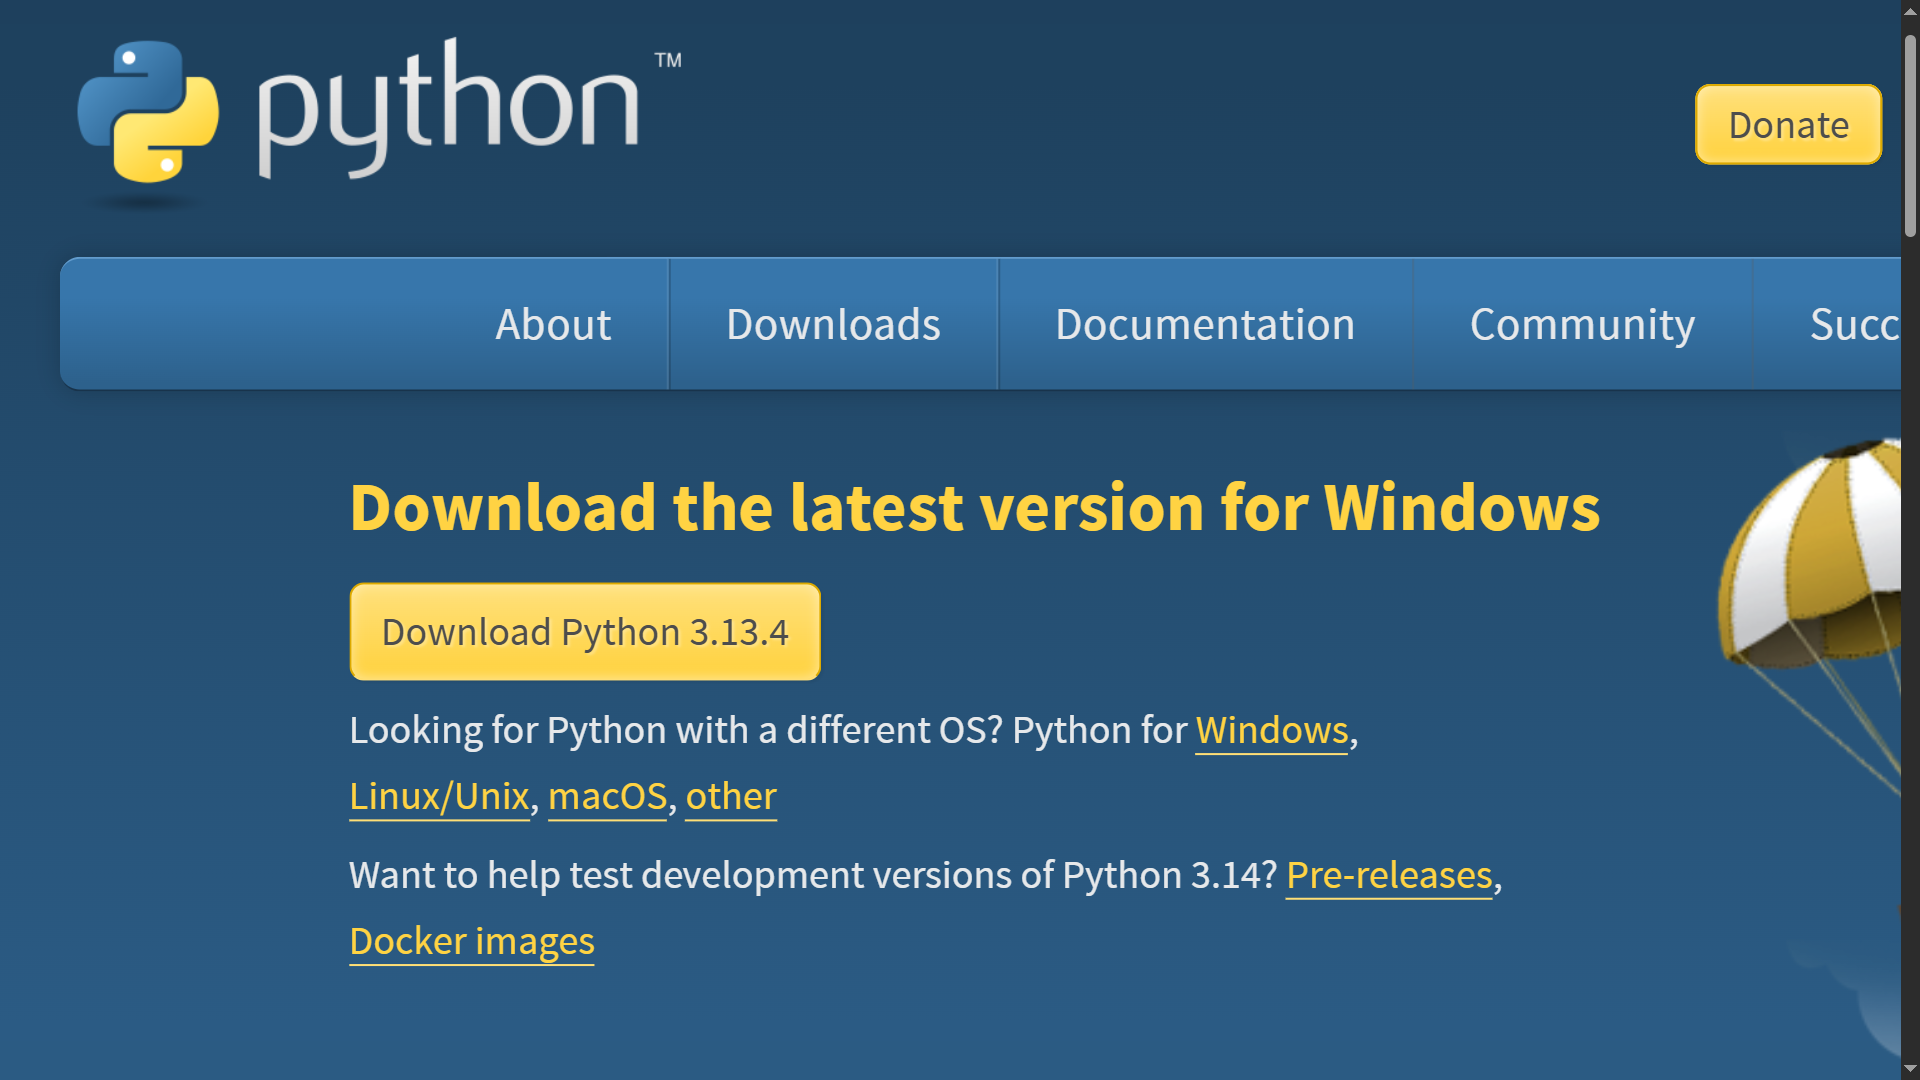 python™
Donate
About Downloads Documentation Community Succ
Download the latest version for Windows
Download Python 3.13.4
Looking for Python with a different OS? Python for Windows,
Linux/Unix, macOS, other
Want to help test development versions of Python 3.14? Pre-releases,
Docker images